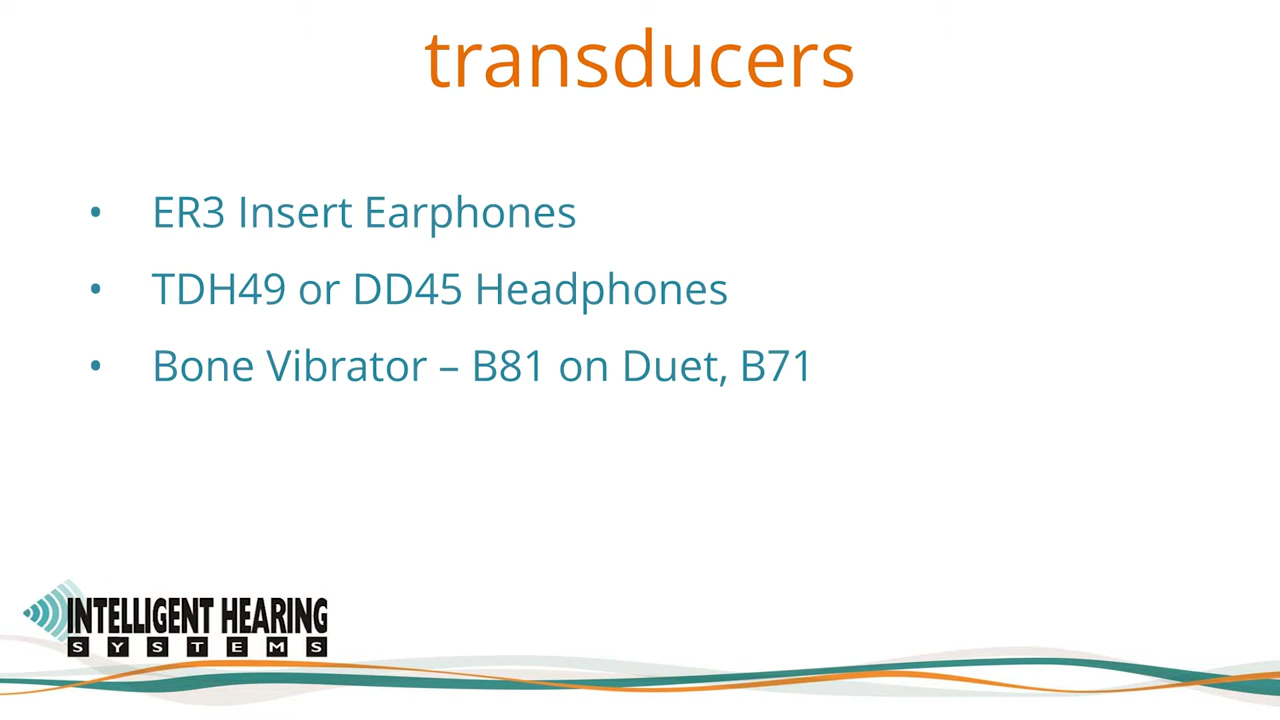 transducers
• ER3 Insert Earphones
• TDH49 or DD45 Headphones
• Bone Vibrator – B81 on Duet, B71
INTELLIGENT HEARING
SYSTEMS